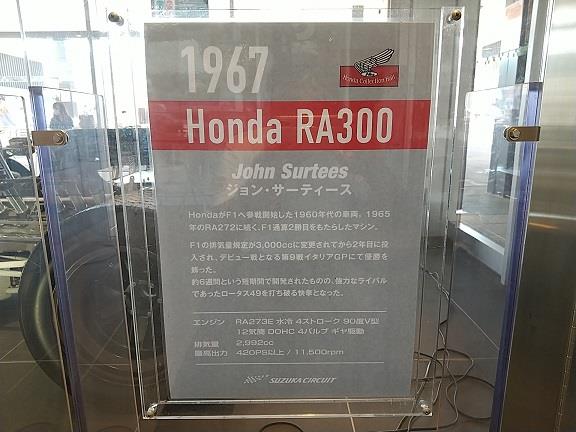 1967
Honda Collection Hall
Honda RA300
John Surtees
ジョン・サーティース
HondaがF1へ参戦開始した1960年代の車両。1965
年のRA272に続く、F1通算2勝目をもたらしたマシン。
F1の排気量規定が3,000ccに変更されてから2年目に投
入され、デビュー戦となる第9戦イタリアGPにて優勝を
飾った。
約6週間という短期間で開発されたものの、強力なライバル
であったロータス49を打ち破る快挙となった。
エンジン RA273E 水冷 4ストローク 90度V型
12気筒 DOHC 4バルブ ギヤ駆動
排気量 2,992cc
最高出力 420PS以上 / 11,500rpm
SUZUKA CIRCUIT